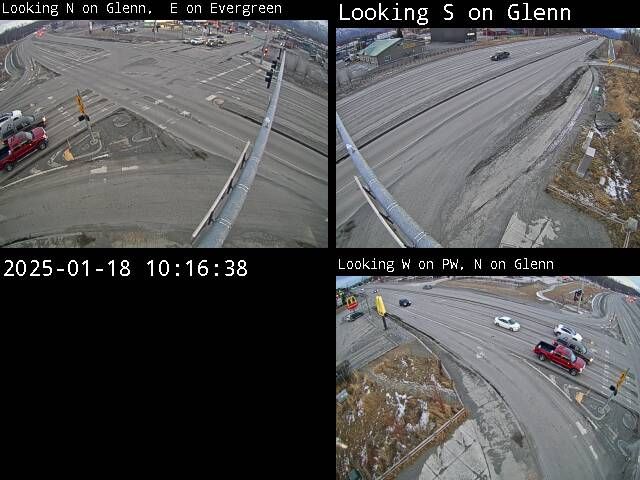 Looking N on Glenn,  E on Evergreen
Looking S on Glenn
2025-01-18 10:16:38
Looking W on PW, N on Glenn